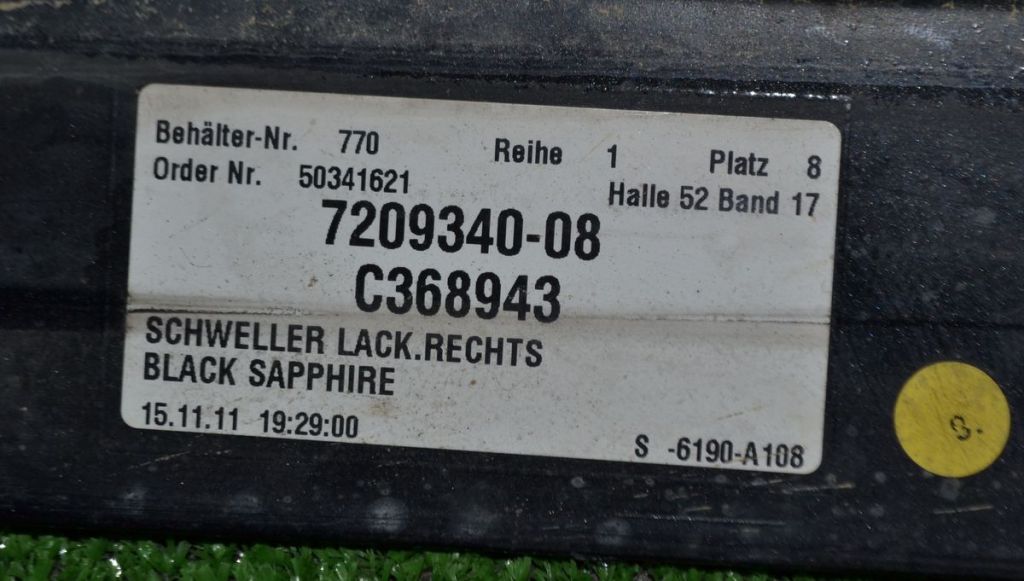 Behälter-Nr. 770 Reihe 1 Platz 8
Order Nr. 50341621 Halle 52 Band 17
7209340-08
C368943
SCHWELLER LACK.RECHTS
BLACK SAPPHIRE
15.11.11 19:29:00 S -6190-A108